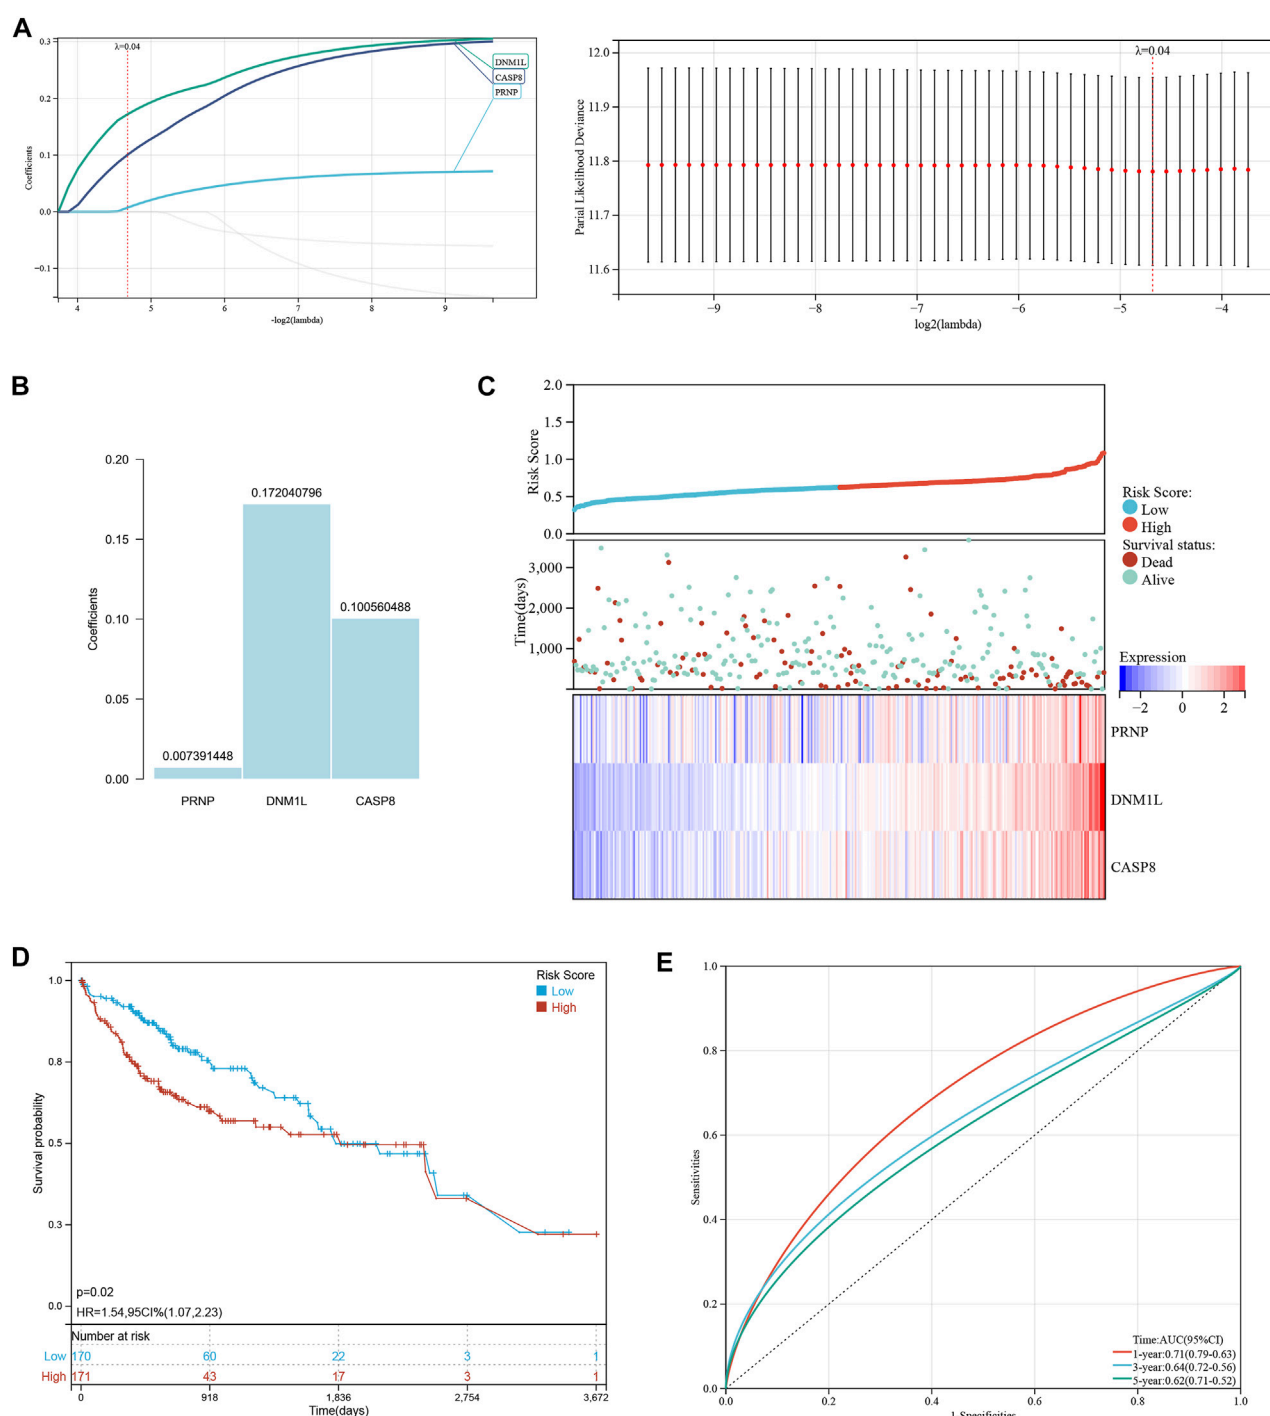 A
λ=0.04
0.3
0.2
0.1
0.0
−0.1
Coefficients
DNM1L
CASP8
PRNP
4 5 6 7 8 9
-log2(lambda)
λ=0.04
12.0
11.9
11.8
11.7
11.6
Parial Likelihood Deviance
−9 −8 −7 −6 −5 −4
log2(lambda)
B
0.20
0.15
0.10
0.05
0.00
Coefficients
0.007391448
0.172040796
0.100560488
PRNP DNM1L CASP8
C
2.0
1.5
1.0
0.5
0.0
Risk Score
3,000
2,000
1,000
Time(days)
Risk Score:
Low
High
Survival status:
Dead
Alive
Expression
−2 0 2
PRNP
DNM1L
CASP8
D
1.0
0.8
0.5
0.3
0.0
Survival probability
Risk Score
Low
High
p=0.02
HR=1.54,95CI%(1.07,2.23)
Number at risk
Low 170 60 22 3 1
High 171 43 17 3 1
0 918 1,836 2,754 3,672
Time(days)
E
1.0
0.8
0.6
0.4
0.2
0.0
Sensitivities
Time:AUC(95%CI)
1-year:0.71(0.79-0.63)
3-year:0.64(0.72-0.56)
5-year:0.62(0.71-0.52)
0.0 0.2 0.4 0.6 0.8 1.0
1-Specificities